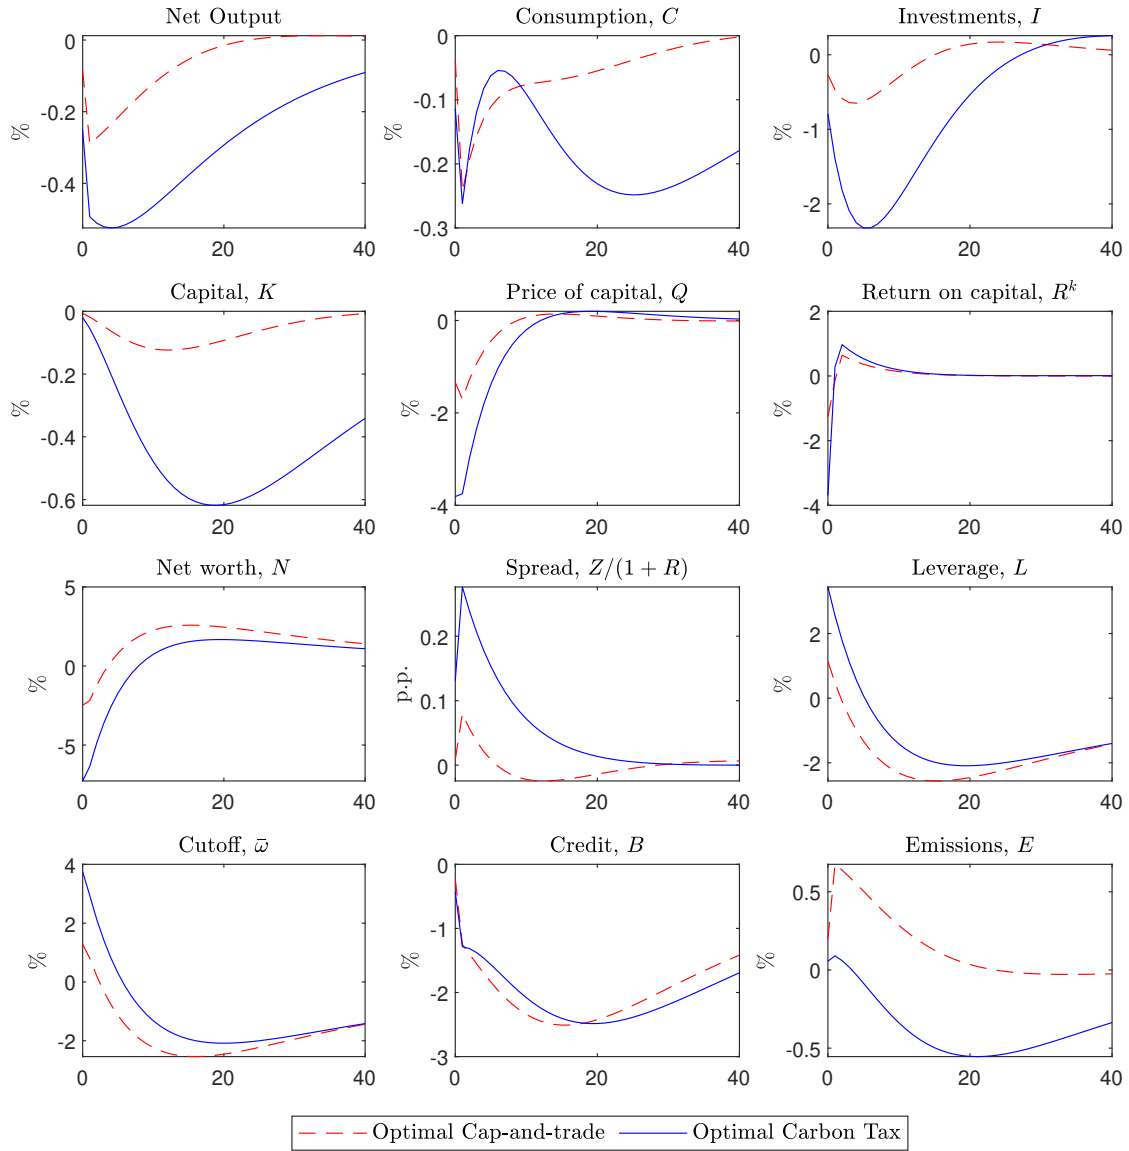 Net Output
Consumption, C
Investments, I
0
-0.2
-0.4
%
0 20 40
0
-0.1
-0.2
-0.3
%
0 20 40
0
-1
-2
%
0 20 40
Capital, K
Price of capital, Q
Return on capital, R^k
0
-0.2
-0.4
-0.6
%
0 20 40
0
-2
-4
%
0 20 40
2
0
-2
-4
%
0 20 40
Net worth, N
Spread, Z/(1 + R)
Leverage, L
5
0
-5
%
0 20 40
0.2
0.1
0
p.p.
0 20 40
2
0
-2
%
0 20 40
Cutoff, ω̄
Credit, B
Emissions, E
4
2
0
-2
%
0 20 40
0
-1
-2
-3
%
0 20 40
0.5
0
-0.5
%
0 20 40
Optimal Cap-and-trade Optimal Carbon Tax